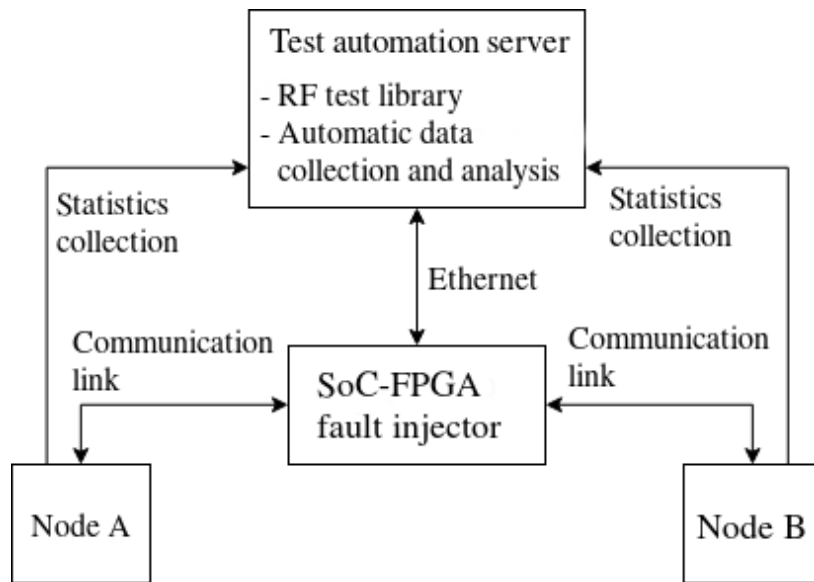 Test automation server
- RF test library
- Automatic data
collection and analysis
Statistics
collection
Statistics
collection
Ethernet
Communication
link
Communication
link
SoC-FPGA
fault injector
Node A
Node B